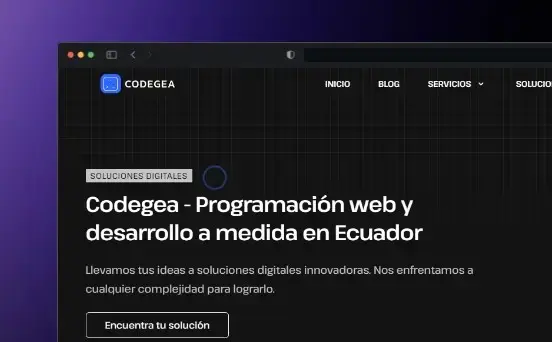 CODEGEA
INICIO
BLOG
SERVICIOS
SOLUCIO
SOLUCIONES DIGITALES
Codegea - Programación web y
desarrollo a medida en Ecuador
Llevamos tus ideas a soluciones digitales innovadoras. Nos enfrentamos a
cualquier complejidad para lograrlo.
Encuentra tu solución